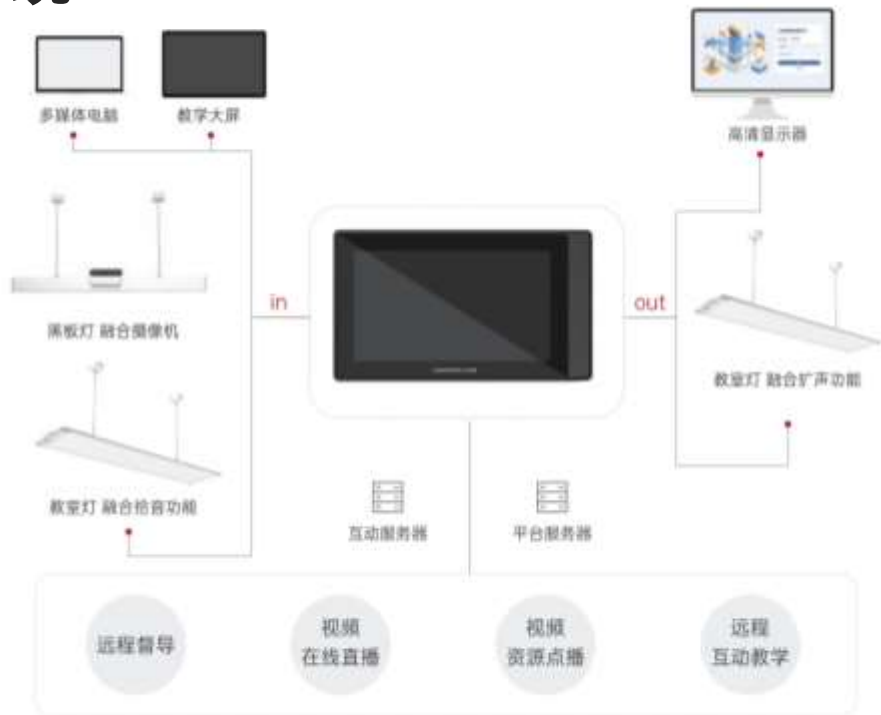 多媒体电脑
教学大屏
高清显示器
黑板灯 融合摄像机
in
out
教室灯 融合扩声功能
教室灯 融合拾音功能
互动服务器
平台服务器
远程督导
视频
在线直播
视频
资源点播
远程
互动教学